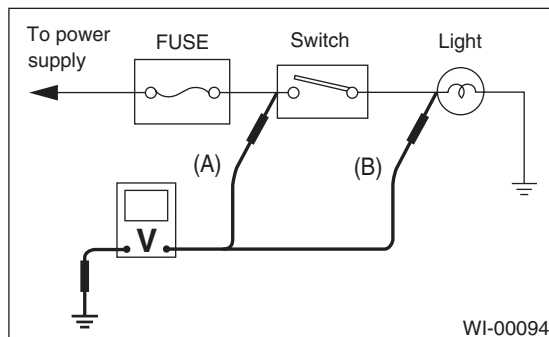 To power
supply
FUSE
Switch
Light
(A)
(B)
V
WI-00094